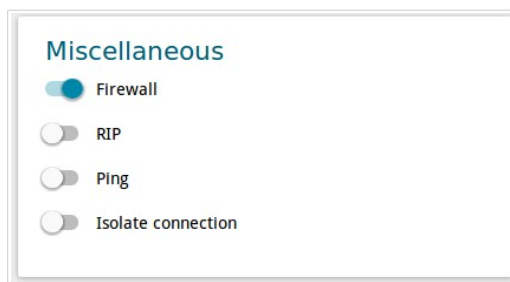 Miscellaneous
Firewall
RIP
Ping
Isolate connection